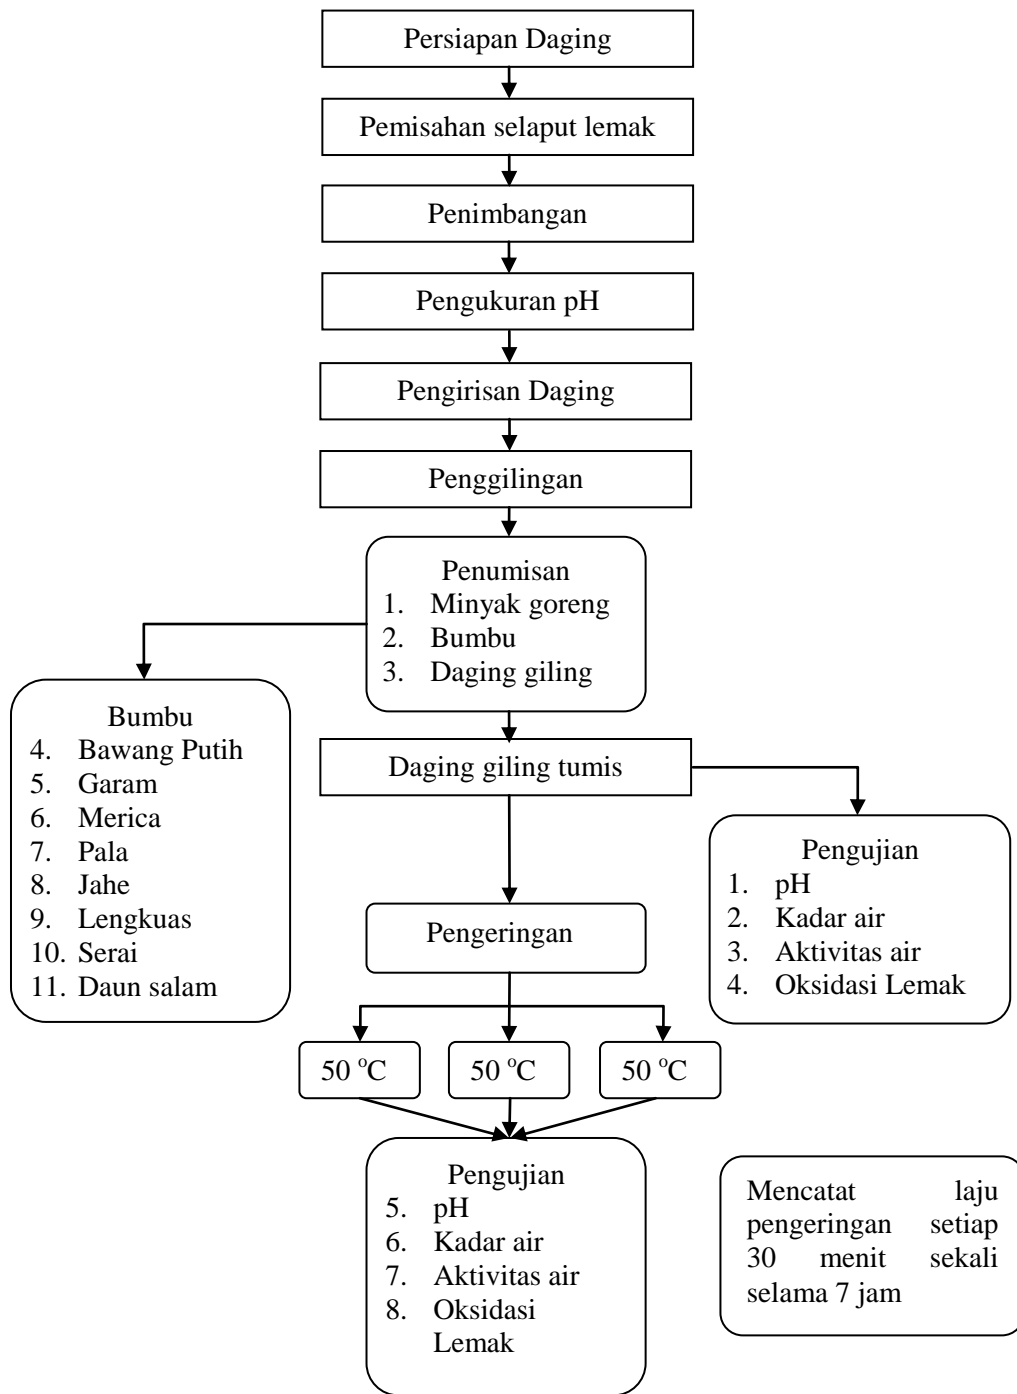 Persiapan Daging
Pemisahan selaput lemak
Penimbangan
Pengukuran pH
Pengirisan Daging
Penggilingan
Penumisan
1. Minyak goreng
2. Bumbu
3. Daging giling
Bumbu
4. Bawang Putih
5. Garam
6. Merica
7. Pala
8. Jahe
9. Lengkuas
10. Serai
11. Daun salam
Daging giling tumis
Pengujian
1. pH
2. Kadar air
3. Aktivitas air
4. Oksidasi Lemak
Pengeringan
50 °C
50 °C
50 °C
Pengujian
5. pH
6. Kadar air
7. Aktivitas air
8. Oksidasi
Lemak
Mencatat laju
pengeringan setiap
30 menit sekali
selama 7 jam